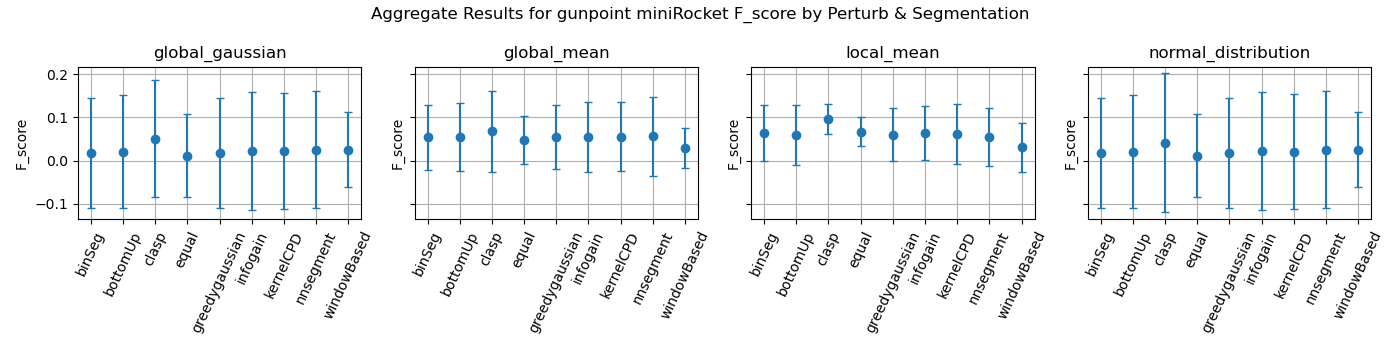 Aggregate Results for gunpoint miniRocket F_score by Perturb & Segmentation
global_gaussian
F_score
0.2
0.1
0.0
−0.1
binSeg
bottomUp
clasp
equal
greedygaussian
infogain
kernelCPD
nnsegment
windowBased
global_mean
F_score
binSeg
bottomUp
clasp
equal
greedygaussian
infogain
kernelCPD
nnsegment
windowBased
local_mean
F_score
binSeg
bottomUp
clasp
equal
greedygaussian
infogain
kernelCPD
nnsegment
windowBased
normal_distribution
F_score
binSeg
bottomUp
clasp
equal
greedygaussian
infogain
kernelCPD
nnsegment
windowBased